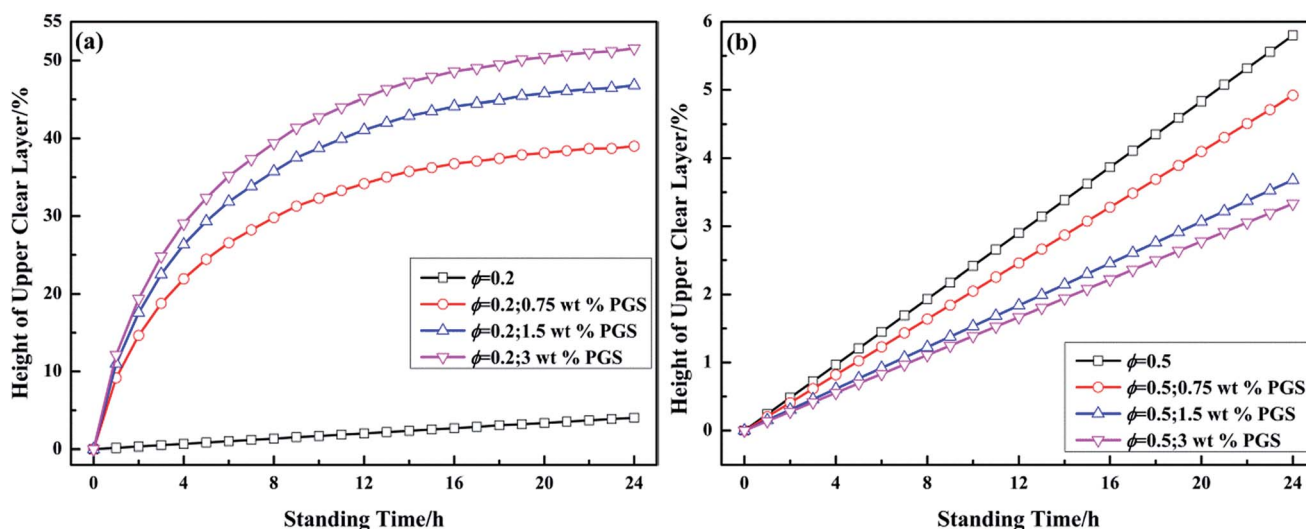 (a)
Height of Upper Clear Layer/%
55
50
40
30
20
10
0
0 4 8 12 16 20 24
Standing Time/h
ϕ=0.2
ϕ=0.2;0.75 wt % PGS
ϕ=0.2;1.5 wt % PGS
ϕ=0.2;3 wt % PGS
(b)
Height of Upper Clear Layer/%
6
5
4
3
2
1
0
0 4 8 12 16 20 24
Standing Time/h
ϕ=0.5
ϕ=0.5;0.75 wt % PGS
ϕ=0.5;1.5 wt % PGS
ϕ=0.5;3 wt % PGS